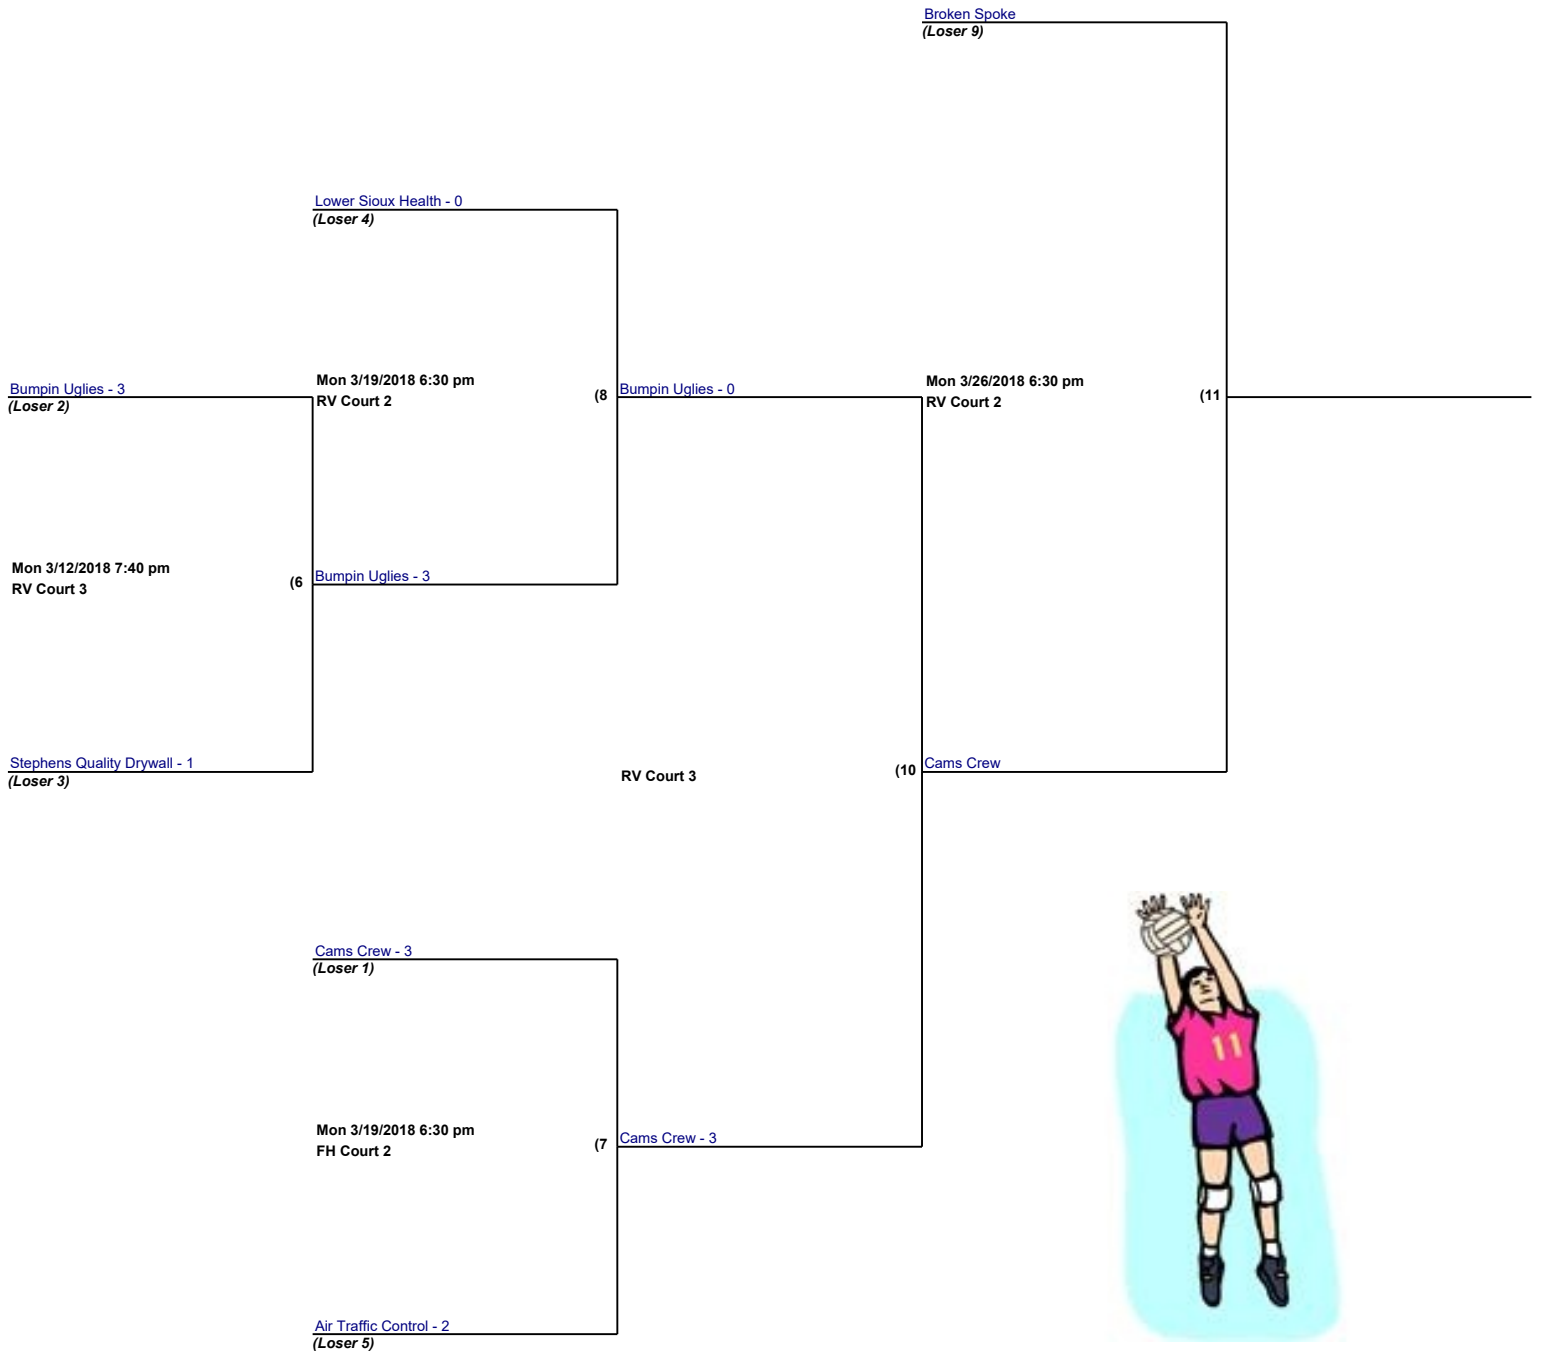 Broken Spoke
(Loser 9)
Lower Sioux Health - 0
(Loser 4)
Bumpin Uglies - 3
(Loser 2)
Mon 3/19/2018 6:30 pm
RV Court 2
(8
Bumpin Uglies - 0
Mon 3/26/2018 6:30 pm
RV Court 2
(11
Mon 3/12/2018 7:40 pm
RV Court 3
(6
Bumpin Uglies - 3
Stephens Quality Drywall - 1
(Loser 3)
RV Court 3
(10
Cams Crew
Cams Crew - 3
(Loser 1)
11
Mon 3/19/2018 6:30 pm
FH Court 2
(7
Cams Crew - 3
Air Traffic Control - 2
(Loser 5)